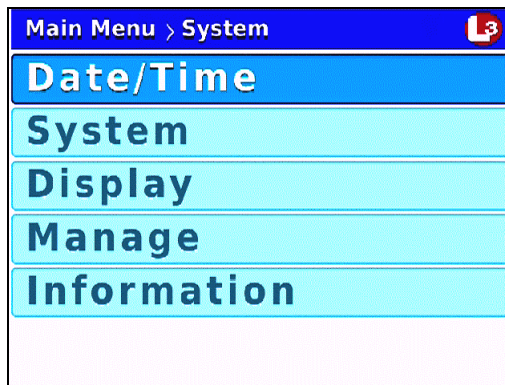 Main Menu > System
L3
Date/Time
System
Display
Manage
Information